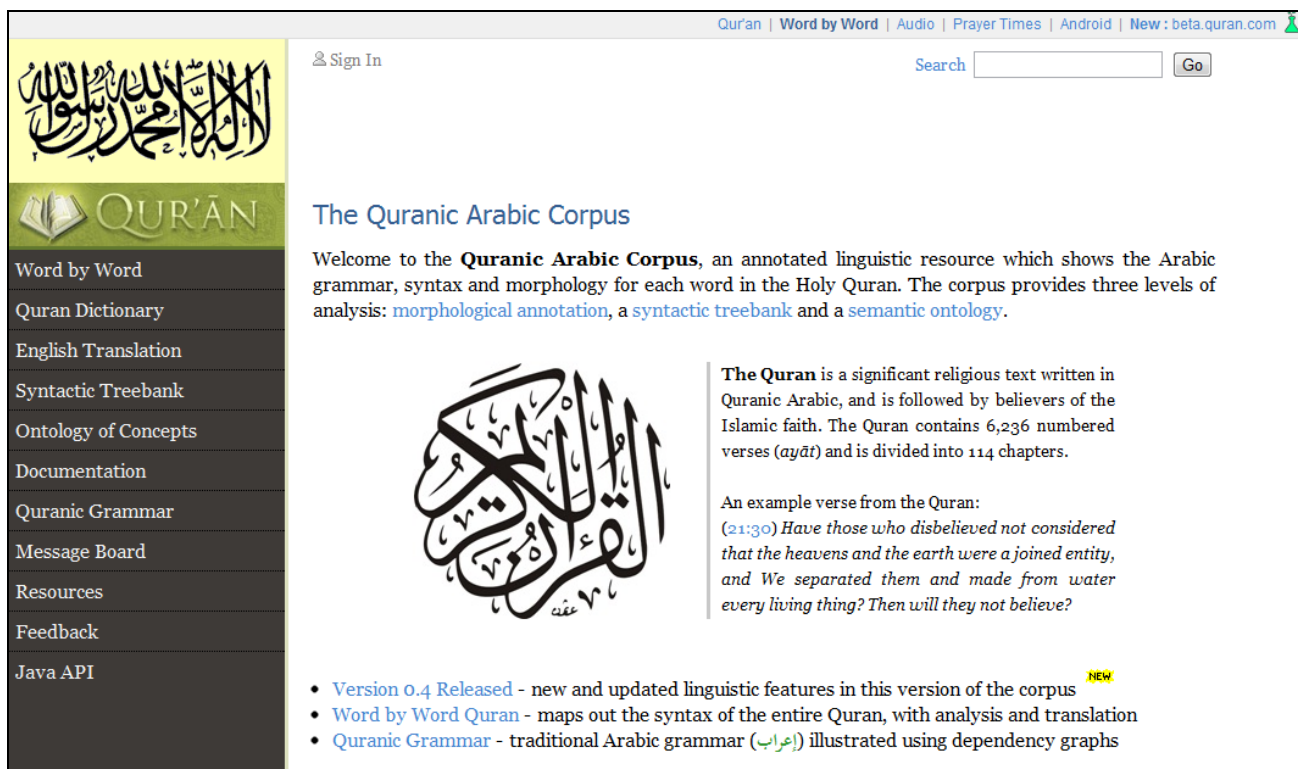 Qur'an | Word by Word | Audio | Prayer Times | Android | New : beta.quran.com
لا إله إلا الله محمد رسول الله
QUR'ĀN
Word by Word
Quran Dictionary
English Translation
Syntactic Treebank
Ontology of Concepts
Documentation
Quranic Grammar
Message Board
Resources
Feedback
Java API
Sign In
Search
Go
The Quranic Arabic Corpus
Welcome to the Quranic Arabic Corpus, an annotated linguistic resource which shows the Arabic
grammar, syntax and morphology for each word in the Holy Quran. The corpus provides three levels of
analysis: morphological annotation, a syntactic treebank and a semantic ontology.
القرآن الكريم
The Quran is a significant religious text written in
Quranic Arabic, and is followed by believers of the
Islamic faith. The Quran contains 6,236 numbered
verses (ayāt) and is divided into 114 chapters.
An example verse from the Quran:
(21:30) Have those who disbelieved not considered
that the heavens and the earth were a joined entity,
and We separated them and made from water
every living thing? Then will they not believe?
• Version 0.4 Released - new and updated linguistic features in this version of the corpus NEW
• Word by Word Quran - maps out the syntax of the entire Quran, with analysis and translation
• Quranic Grammar - traditional Arabic grammar (إعراب) illustrated using dependency graphs